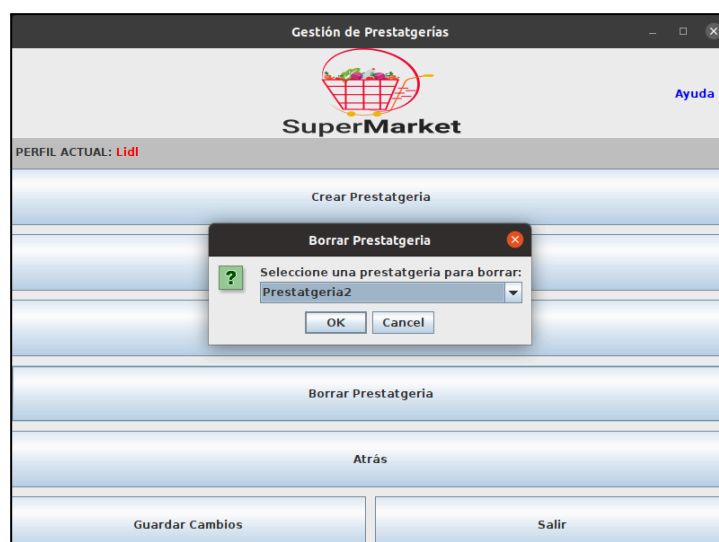 Gestión de Prestatgerías
SuperMarket
Ayuda
PERFIL ACTUAL: Lidl
Crear Prestatgeria
Borrar Prestatgeria
Seleccione una prestatgeria para borrar:
Prestatgeria2
OK
Cancel
Borrar Prestatgeria
Atrás
Guardar Cambios
Salir